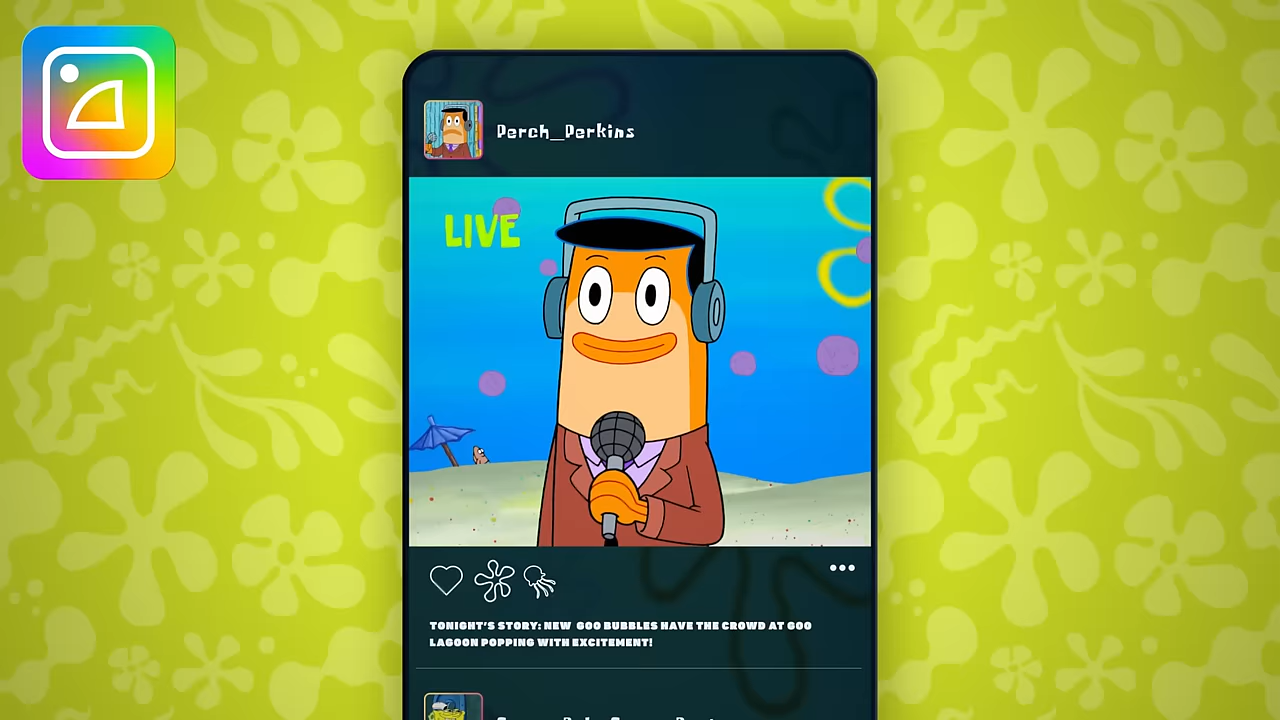 Perch_Perkins
LIVE
TONIGHT'S STORY: NEW GOO BUBBLES HAVE THE CROWD AT GOO
LAGOON POPPING WITH EXCITEMENT!